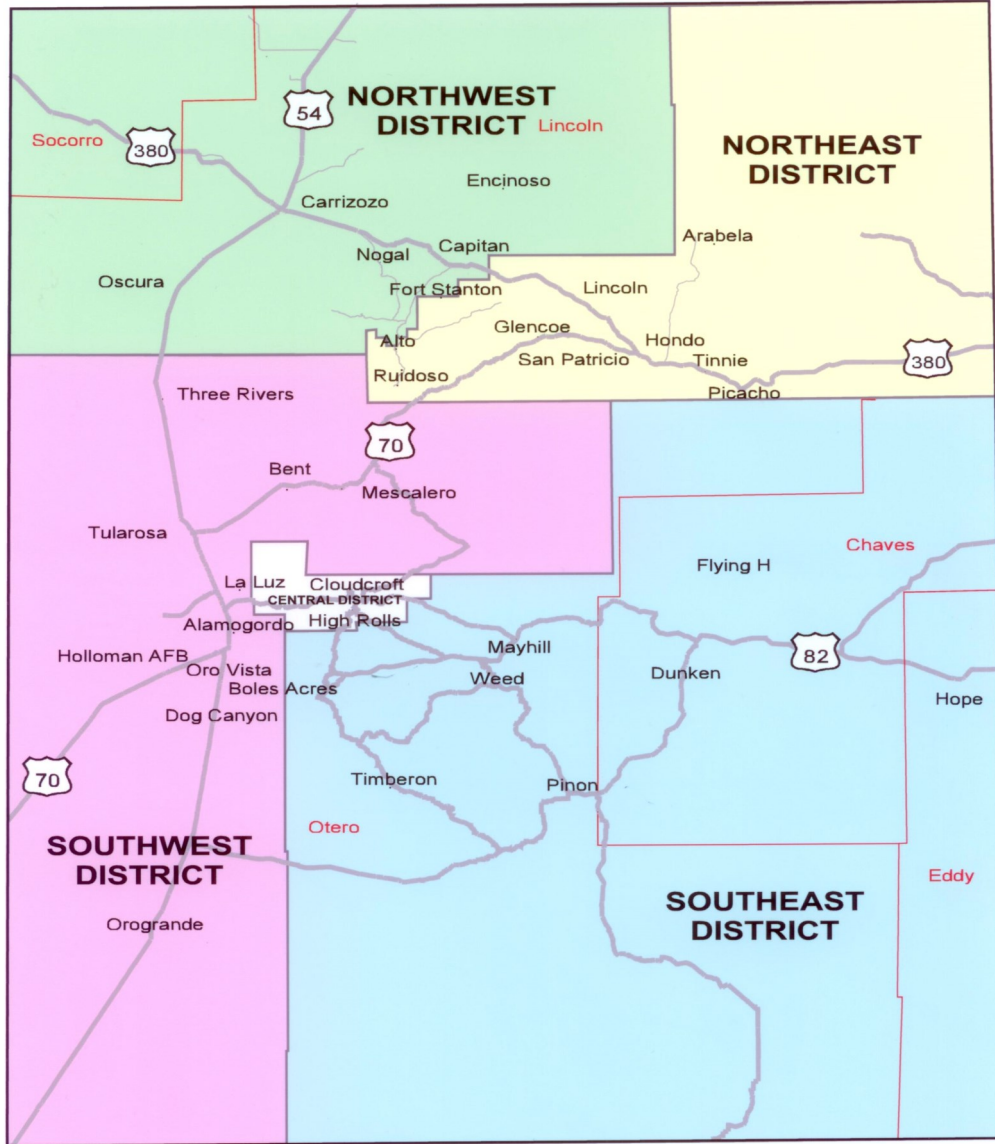 NORTHWEST
DISTRICT
Lincoln
54
Socorro
380
NORTHEAST
DISTRICT
Encinoso
Carrizozo
Arabela
Nogal
Capitan
Oscura
Fort Stanton
Lincoln
Glencoe
Alto
Hondo
San Patricio
Tinnie
380
Ruidoso
Picacho
Three Rivers
70
Bent
Mescalero
Tularosa
Chaves
Flying H
La Luz
Cloudcroft
CENTRAL DISTRICT
Alamogordo
High Rolls
Mayhill
Holloman AFB
Oro Vista
82
Boles Acres
Weed
Dunken
Hope
Dog Canyon
70
Timberon
Pinon
Otero
SOUTHWEST
DISTRICT
Eddy
SOUTHEAST
DISTRICT
Orogrande